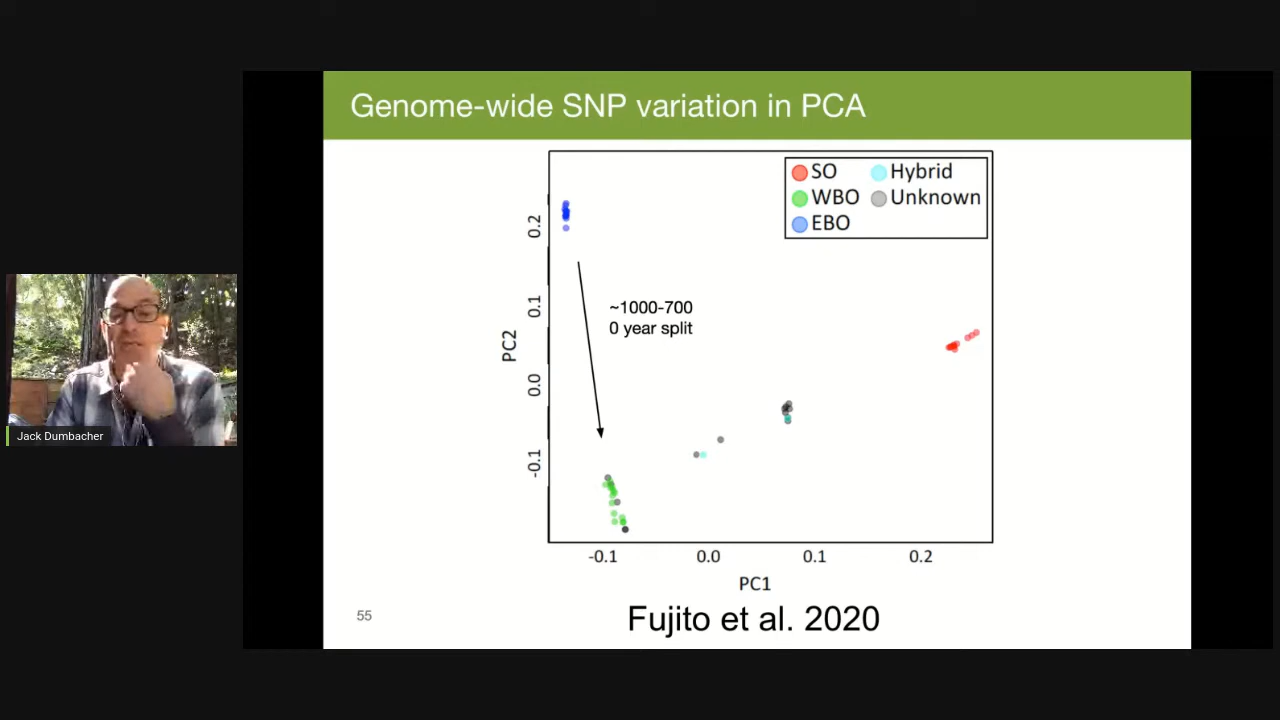 Genome-wide SNP variation in PCA
SO
Hybrid
WBO
Unknown
EBO
~1000-700
0 year split
PC2
0.2
0.1
0.0
-0.1
-0.1
0.0
0.1
0.2
PC1
55
Fujito et al. 2020
Jack Dumbacher